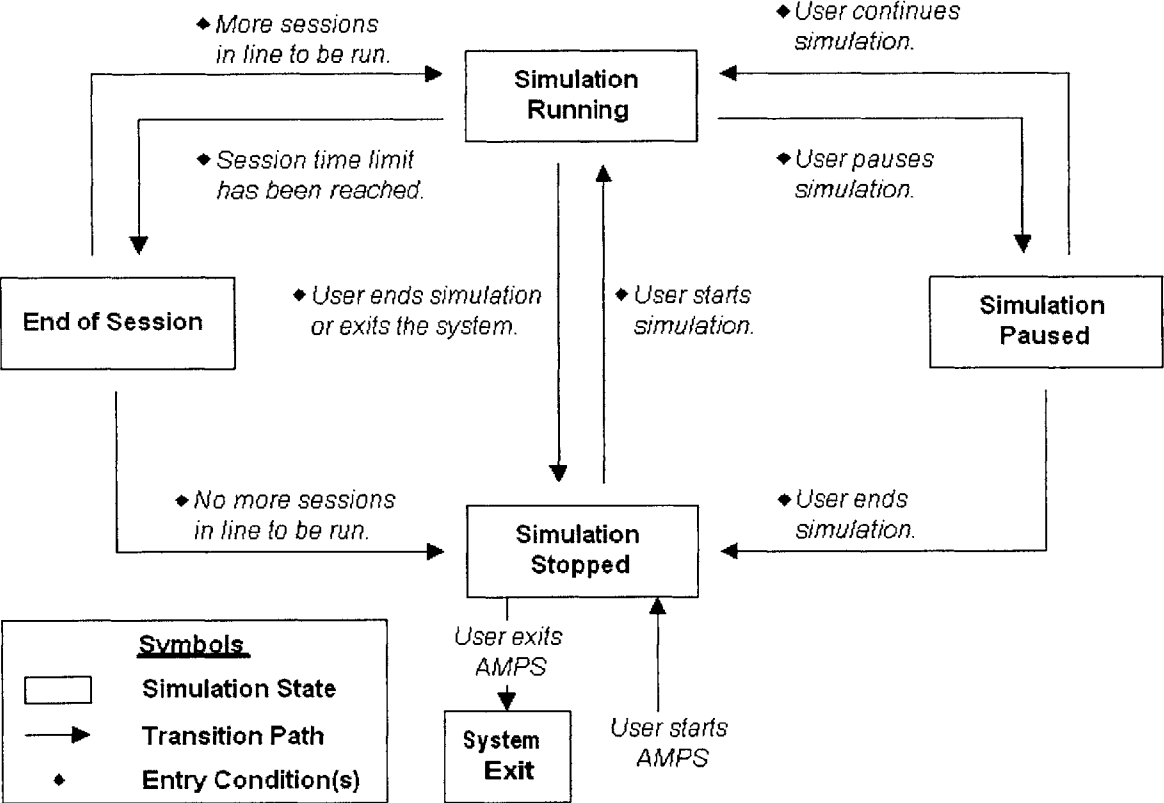 ◆ More sessions
in line to be run.
◆ User continues
simulation.
Simulation
Running
◆ Session time limit
has been reached.
◆ User pauses
simulation.
End of Session
◆ User ends simulation
or exits the system.
◆ User starts
simulation.
Simulation
Paused
◆ No more sessions
in line to be run.
Simulation
Stopped
◆ User ends
simulation.
User exits
AMPS
User starts
AMPS
System
Exit
Symbols
Simulation State
Transition Path
◆ Entry Condition(s)